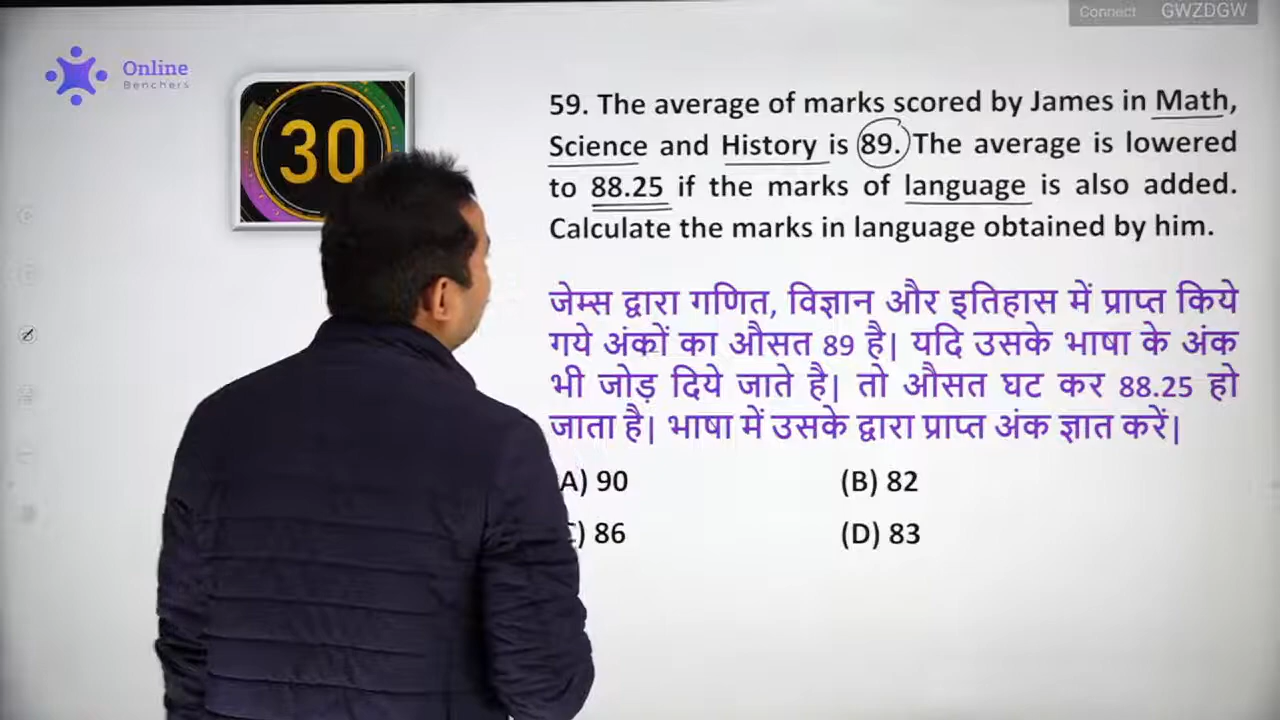 Connect GWZDGW
Online
Benchers
30
59. The average of marks scored by James in Math,
Science and History is 89. The average is lowered
to 88.25 if the marks of language is also added.
Calculate the marks in language obtained by him.
जेम्स द्वारा गणित, विज्ञान और इतिहास में प्राप्त किये
गये अंकों का औसत 89 है| यदि उसके भाषा के अंक
भी जोड़ दिये जाते है| तो औसत घट कर 88.25 हो
जाता है| भाषा में उसके द्वारा प्राप्त अंक ज्ञात करें|
A) 90 (B) 82
) 86 (D) 83